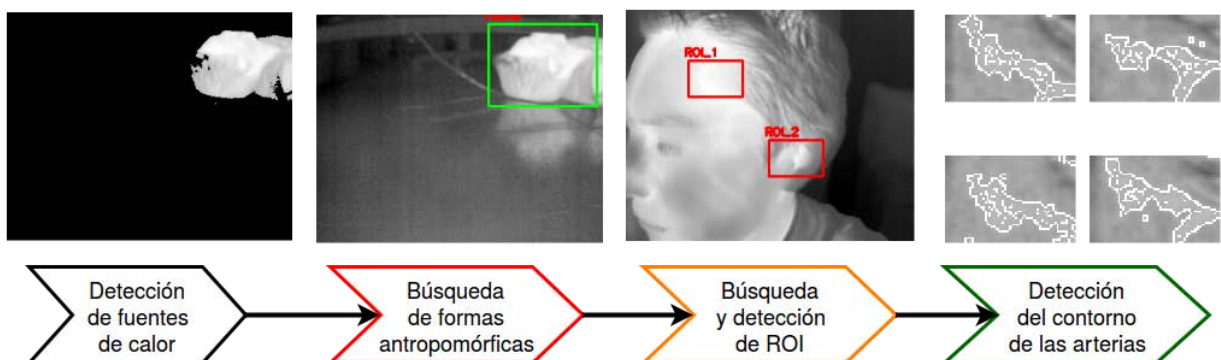 ROI_1
ROI_2
Detección
de fuentes
de calor
Búsqueda
de formas
antropomórficas
Búsqueda
y detección
de ROI
Detección
del contorno
de las arterias